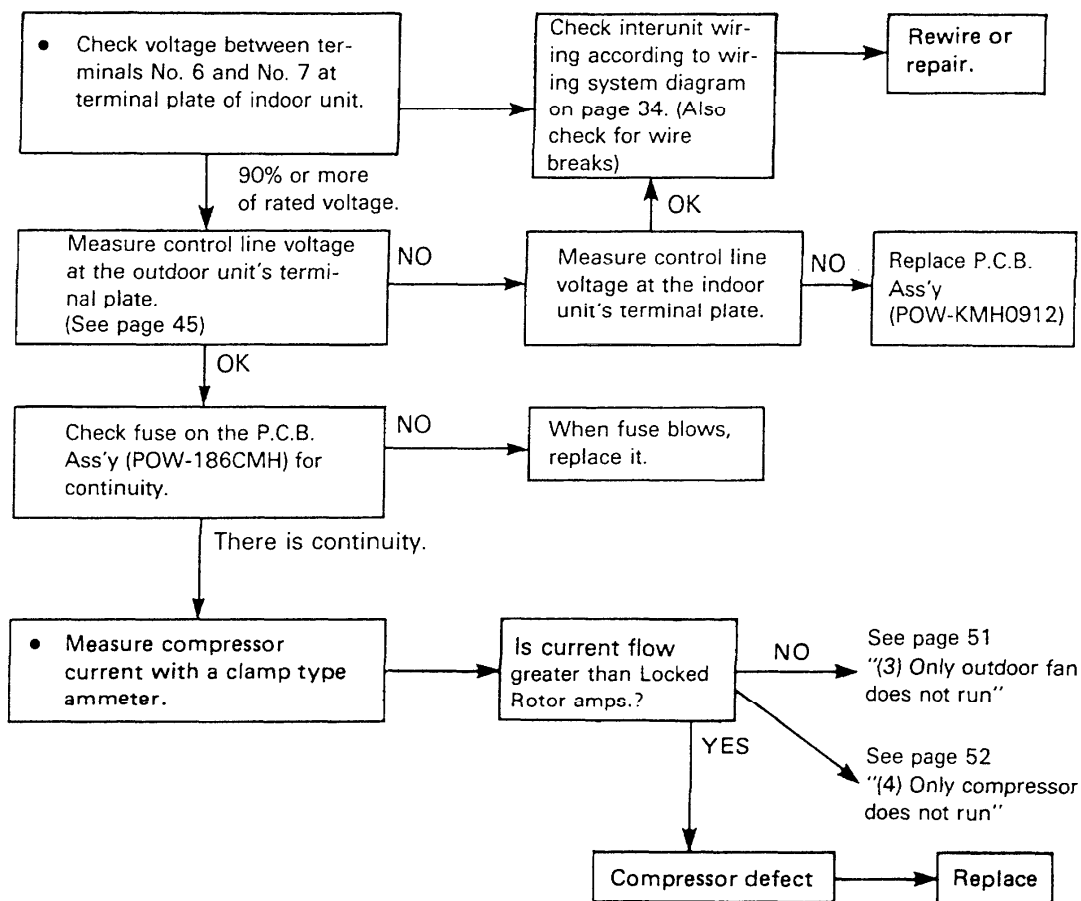 ● Check voltage between ter-
minals No. 6 and No. 7 at
terminal plate of indoor unit.
Check interunit wir-
ing according to wir-
ing system diagram
on page 34. (Also
check for wire
breaks)
Rewire or
repair.
90% or more
of rated voltage.
OK
Measure control line voltage
at the outdoor unit's termi-
nal plate.
(See page 45)
NO
Measure control line
voltage at the indoor
unit's terminal plate.
NO
Replace P.C.B.
Ass'y
(POW-KMH0912)
OK
Check fuse on the P.C.B.
Ass'y (POW-186CMH) for
continuity.
NO
When fuse blows,
replace it.
There is continuity.
● Measure compressor
current with a clamp type
ammeter.
Is current flow
greater than Locked
Rotor amps.?
NO
See page 51
"(3) Only outdoor fan
does not run"
YES
See page 52
"(4) Only compressor
does not run"
Compressor defect
Replace